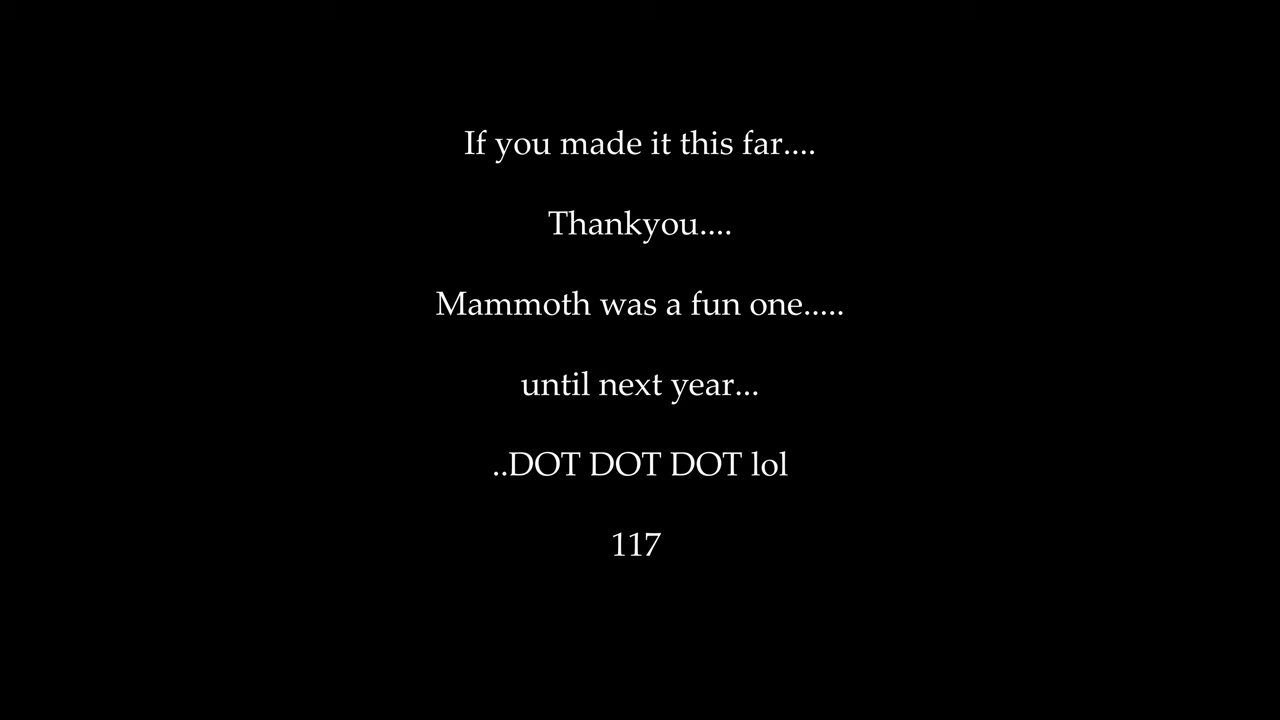 If you made it this far....
Thankyou....
Mammoth was a fun one.....
until next year...
..DOT DOT DOT lol
117